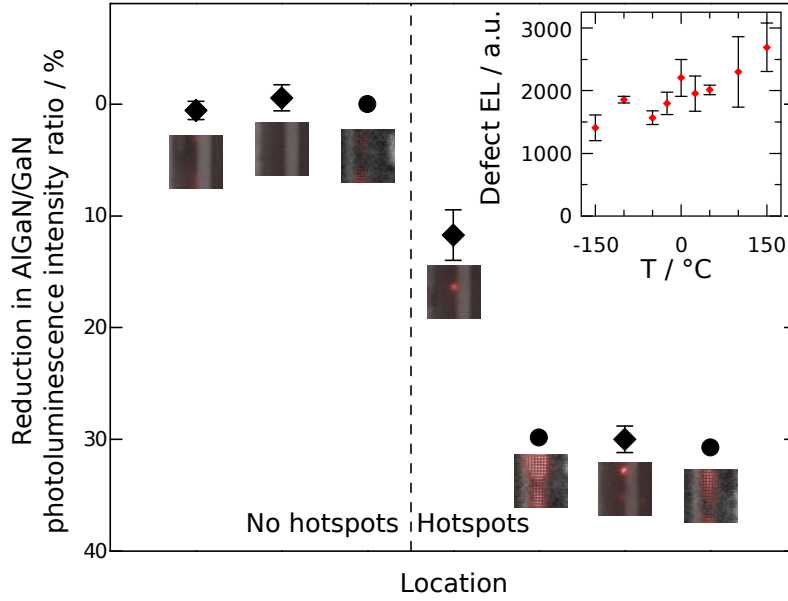 Reduction in AlGaN/GaN
photoluminescence intensity ratio / %
0
10
20
30
40
No hotspots
Hotspots
Location
Defect EL / a.u.
3000
2000
1000
0
-150
0
150
T / °C